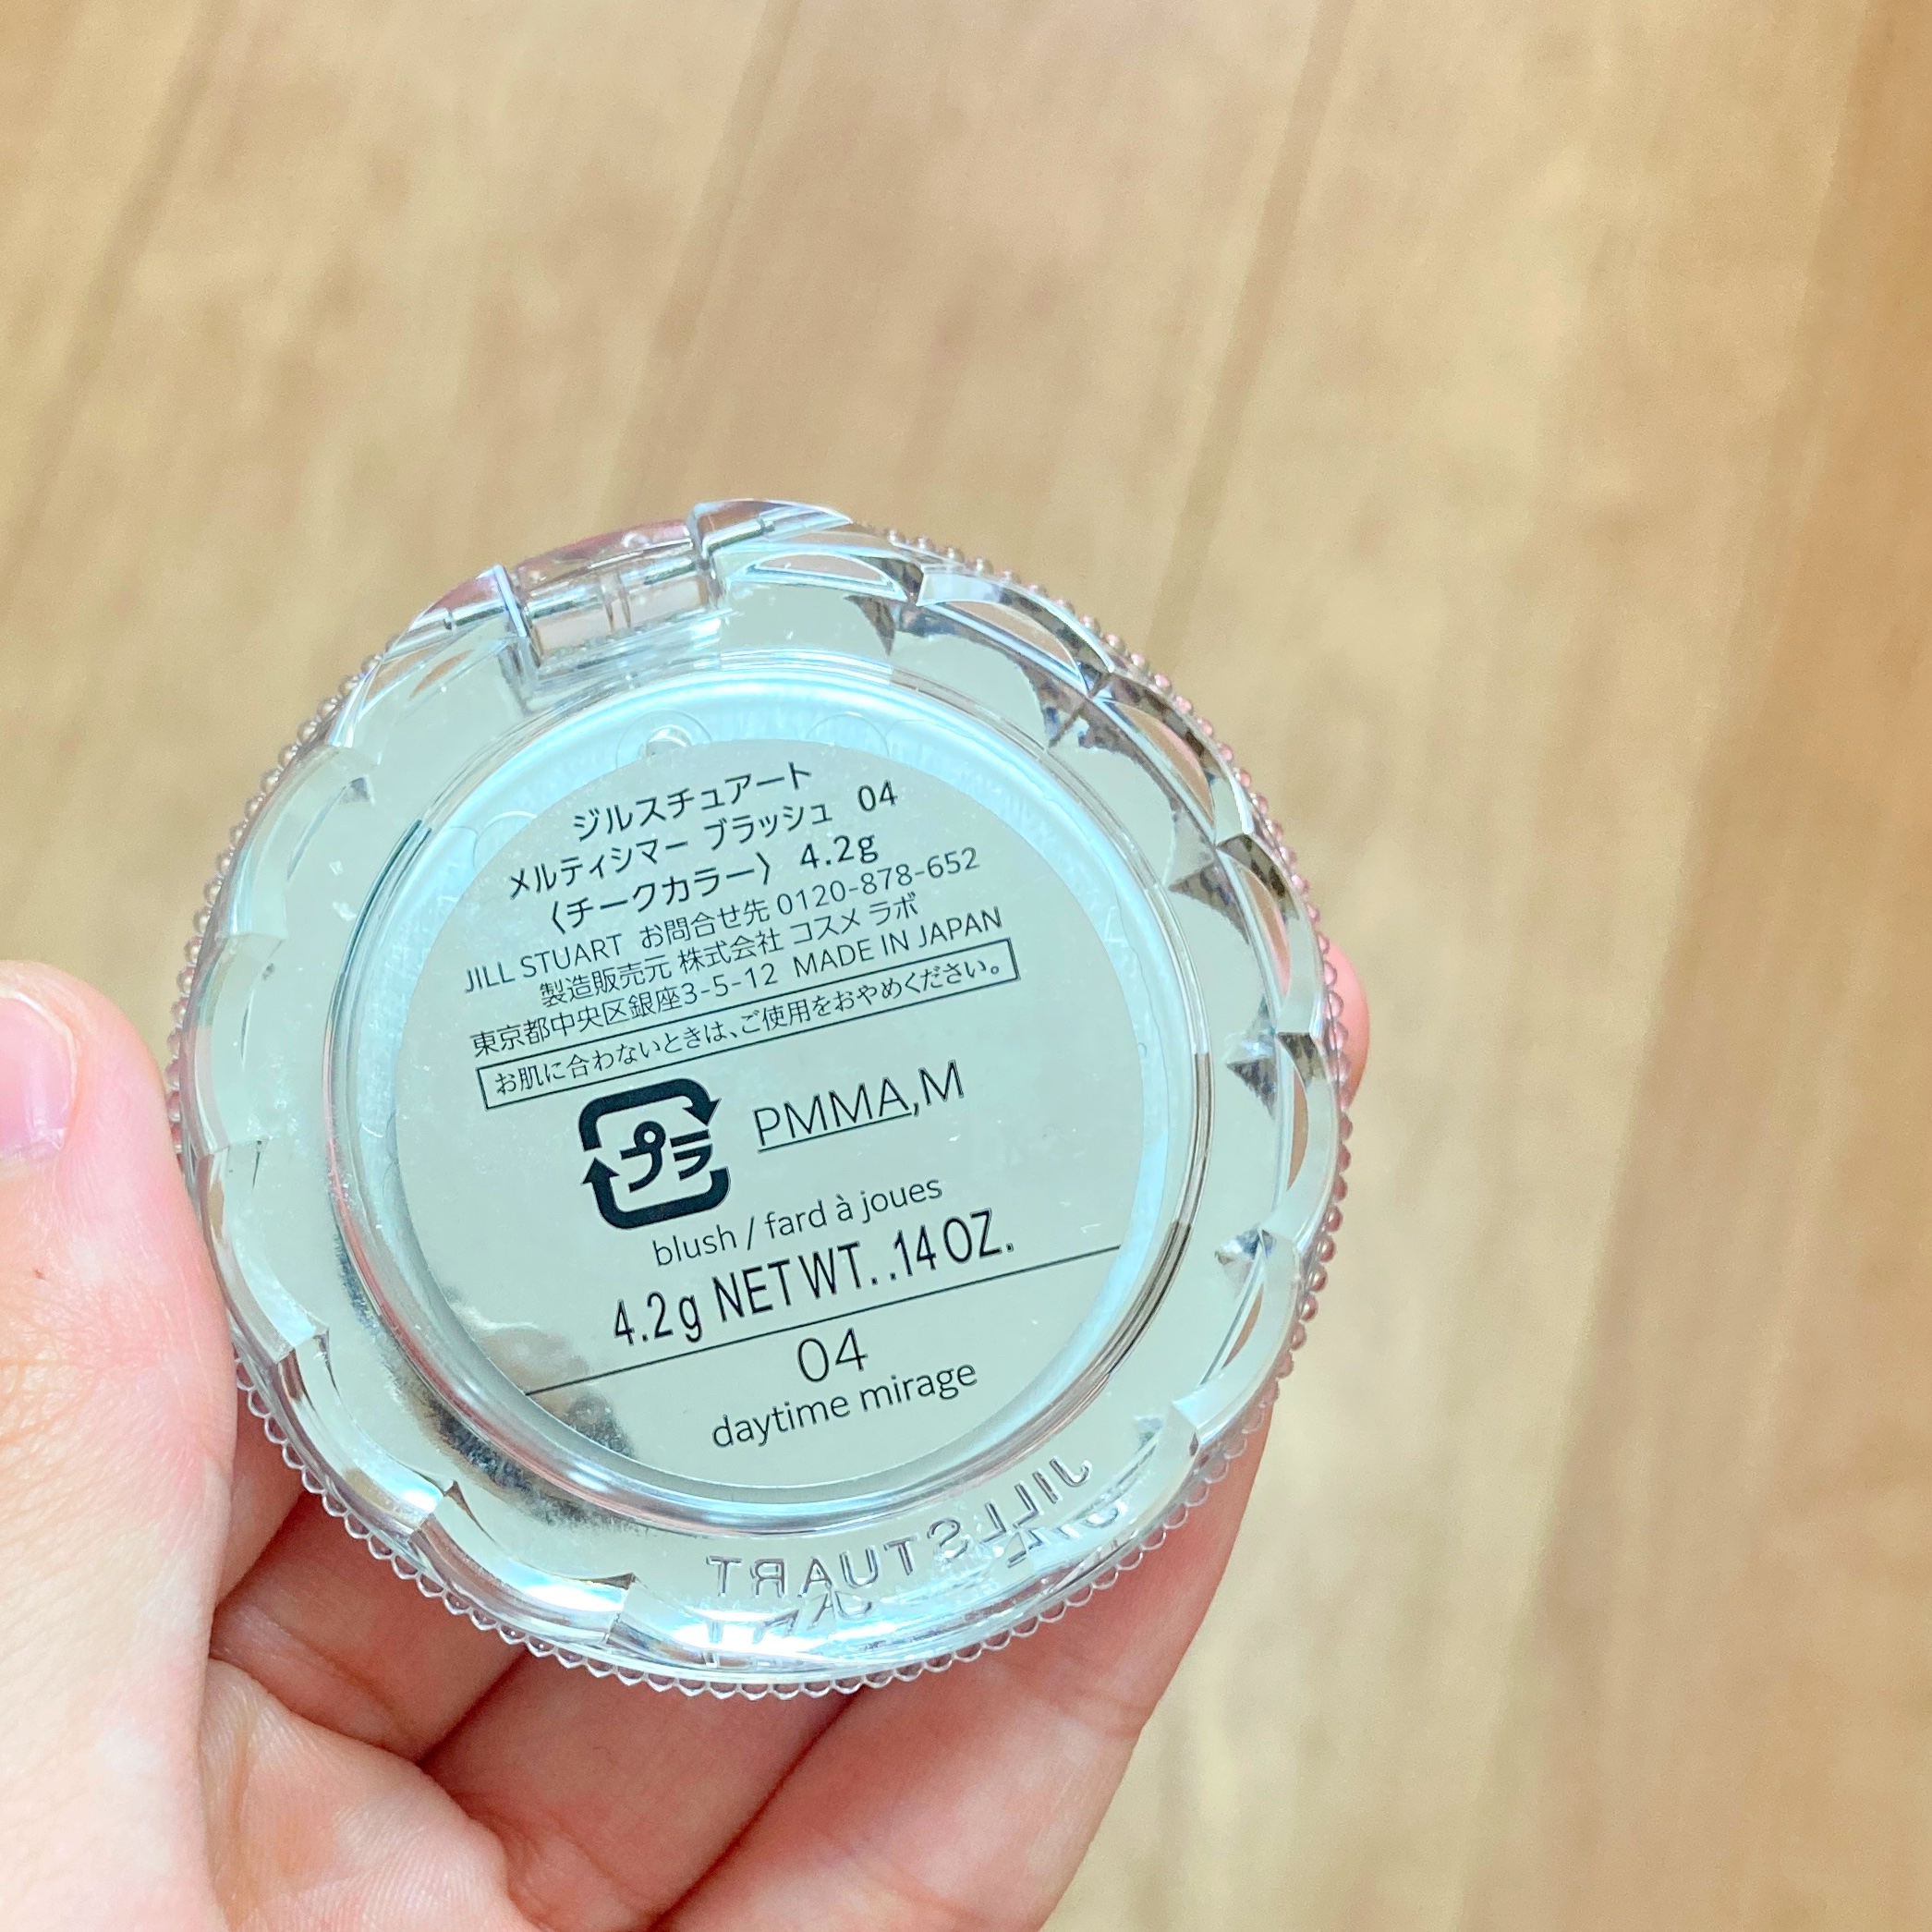 ジルスチュアート
メルティシマー ブラッシュ 04
〈チークカラー〉 4.2g
JILL STUART お問合せ先 0120-878-652
製造販売元 株式会社 コスメ ラボ
東京都中央区銀座3-5-12 MADE IN JAPAN
お肌に合わないときは、ご使用をおやめください。
プラ PMMA,M
blush / fard à joues
4.2g NET WT. .14 OZ.
04
daytime mirage
JILL STUART